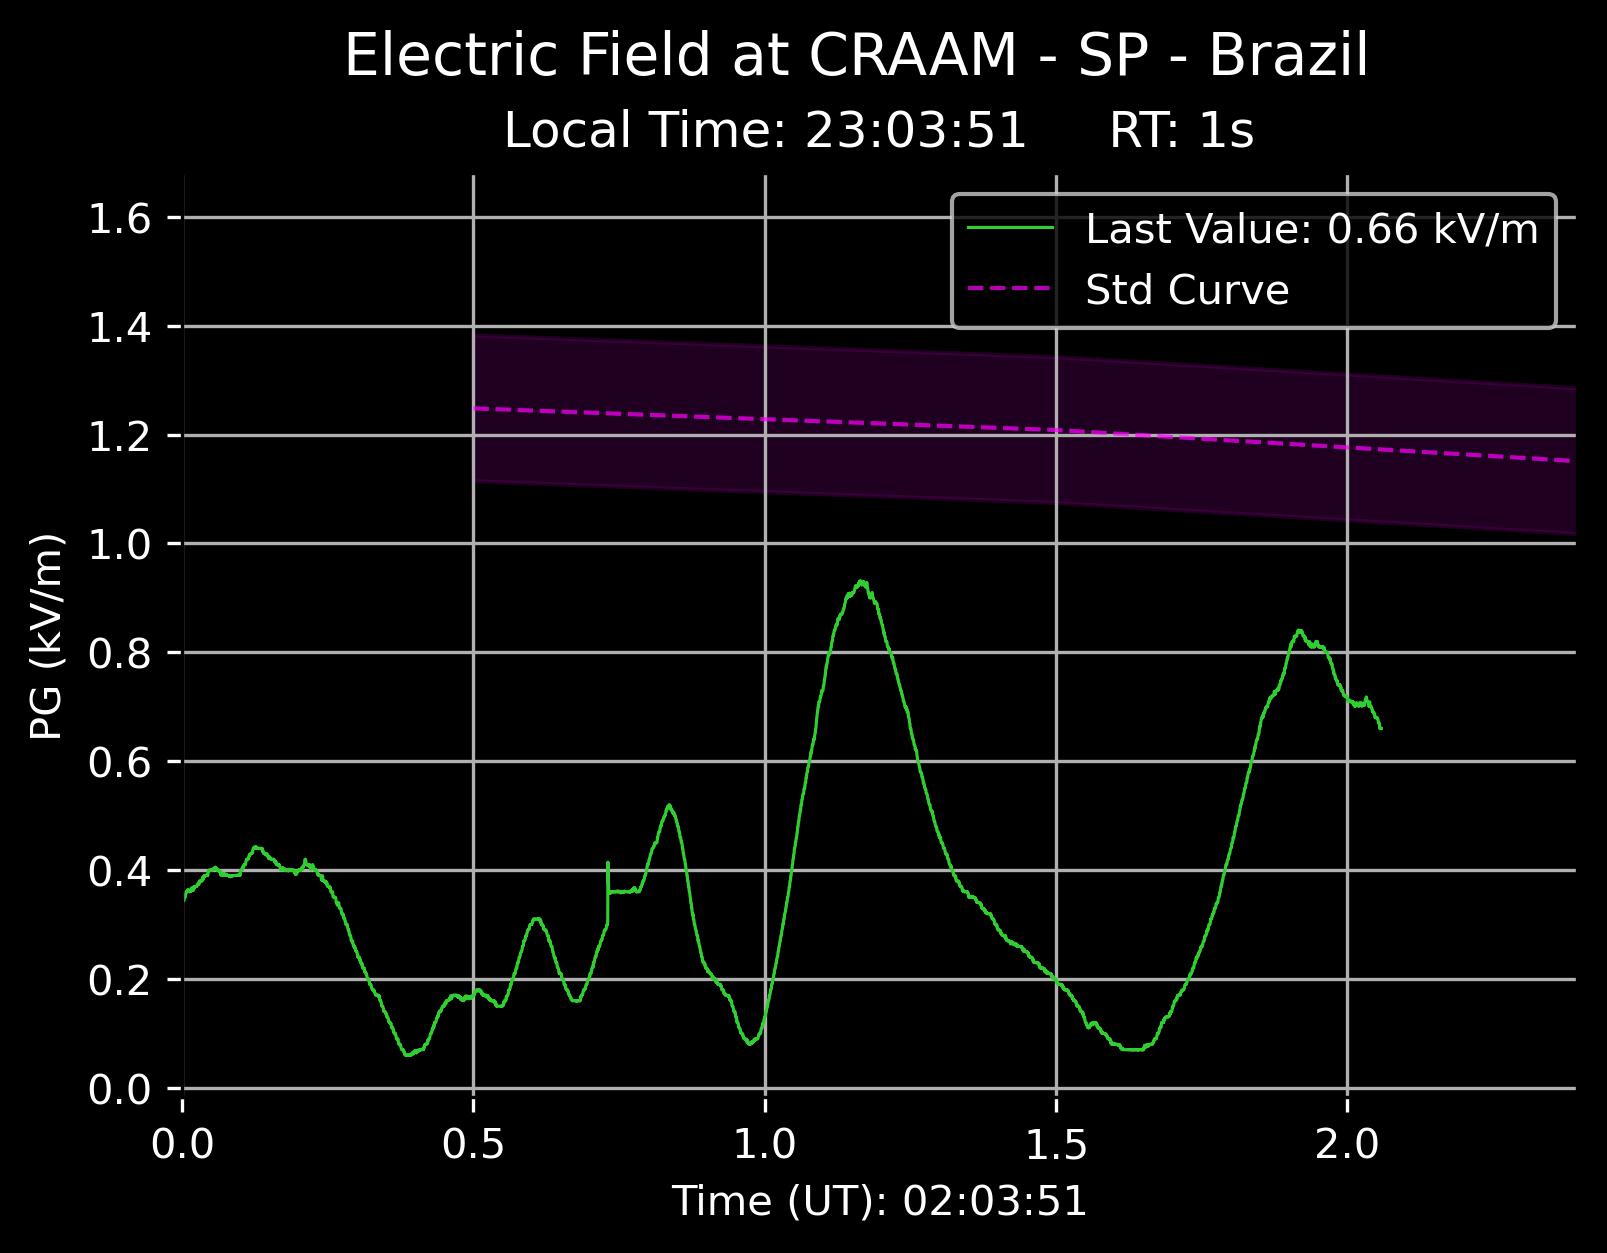 Electric Field at CRAAM - SP - Brazil
Local Time: 23:03:51 RT: 1s
Last Value: 0.66 kV/m
Std Curve
PG (kV/m)
1.6
1.4
1.2
1.0
0.8
0.6
0.4
0.2
0.0
0.0 0.5 1.0 1.5 2.0
Time (UT): 02:03:51